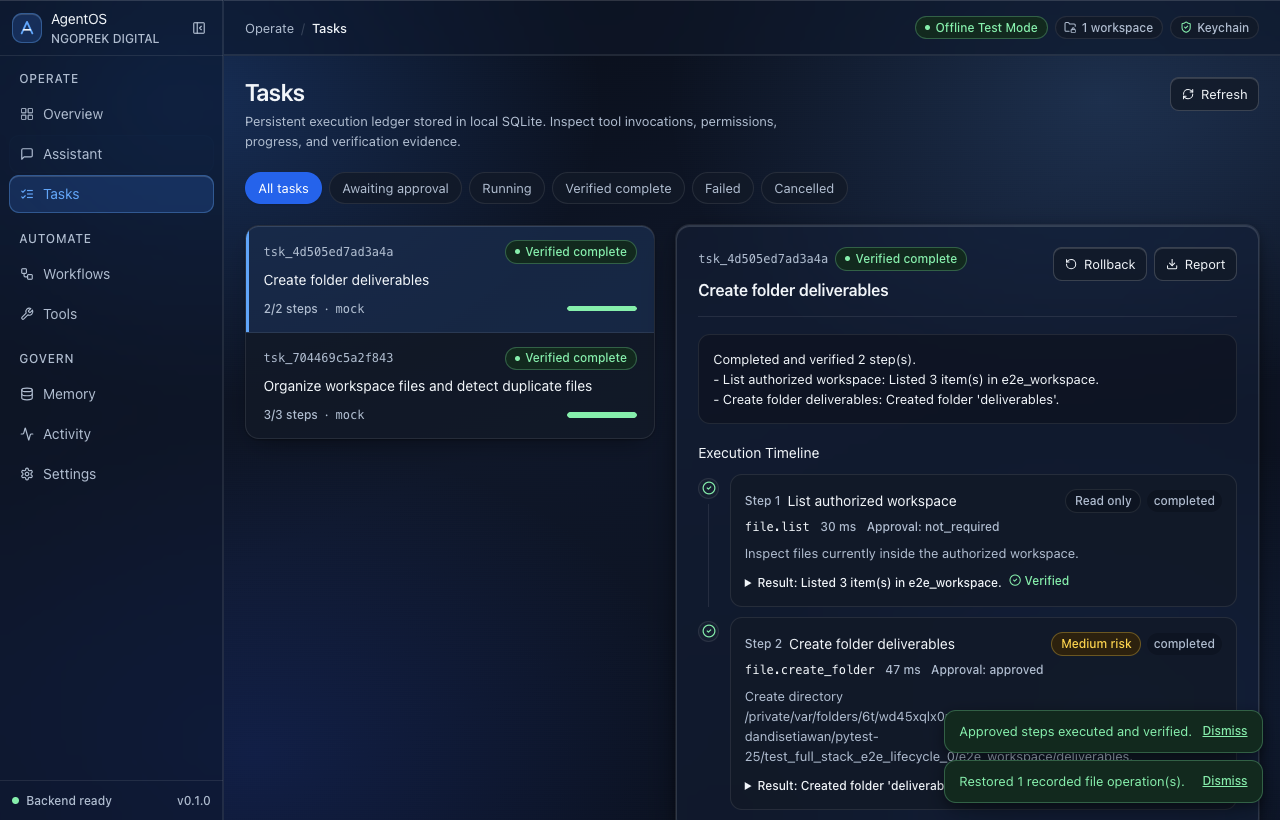 AgentOS
NGOPREK DIGITAL
OPERATE
Overview
Assistant
Tasks
AUTOMATE
Workflows
Tools
GOVERN
Memory
Activity
Settings
Backend ready v0.1.0
Operate / Tasks
Offline Test Mode 1 workspace Keychain
Tasks
Refresh
Persistent execution ledger stored in local SQLite. Inspect tool invocations, permissions,
progress, and verification evidence.
All tasks Awaiting approval Running Verified complete Failed Cancelled
tsk_4d505ed7ad3a4a Verified complete
Create folder deliverables
2/2 steps · mock
tsk_704469c5a2f843 Verified complete
Organize workspace files and detect duplicate files
3/3 steps · mock
tsk_4d505ed7ad3a4a Verified complete Rollback Report
Create folder deliverables
Completed and verified 2 step(s).
- List authorized workspace: Listed 3 item(s) in e2e_workspace.
- Create folder deliverables: Created folder 'deliverables'.
Execution Timeline
Step 1 List authorized workspace Read only completed
file.list 30 ms Approval: not_required
Inspect files currently inside the authorized workspace.
Result: Listed 3 item(s) in e2e_workspace. Verified
Step 2 Create folder deliverables Medium risk completed
file.create_folder 47 ms Approval: approved
Create directory
/private/var/folders/6t/wd45xqlx0
dandisetiawan/pytest-
25/test_full_stack_e2e_lifecycle_0/e2e_workspace/deliverables.
Result: Created folder 'deliverab
Approved steps executed and verified. Dismiss
Restored 1 recorded file operation(s). Dismiss